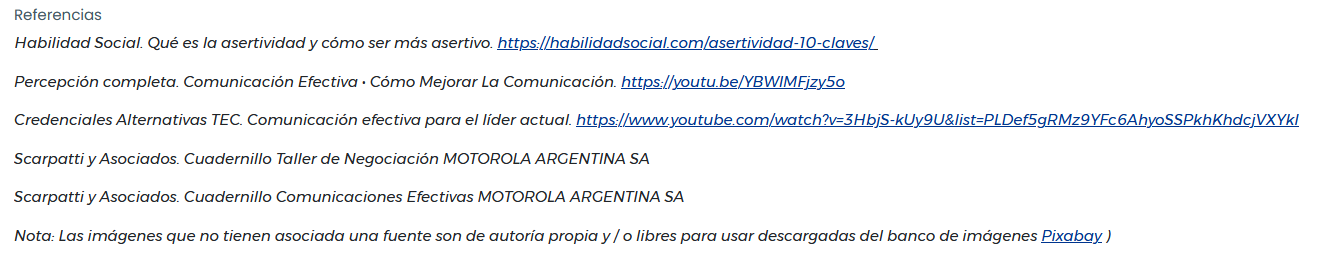 Referencias
Habilidad Social. Qué es la asertividad y cómo ser más asertivo. https://habilidadsocial.com/asertividad-10-claves/
Percepción completa. Comunicación Efectiva • Cómo Mejorar La Comunicación. https://youtu.be/YBWIMFjzy5o
Credenciales Alternativas TEC. Comunicación efectiva para el líder actual. https://www.youtube.com/watch?v=3HbjS-kUy9U&list=PLDef5gRMz9YFc6AhyoSSPkhKhdcjVXYkI
Scarpatti y Asociados. Cuadernillo Taller de Negociación MOTOROLA ARGENTINA SA
Scarpatti y Asociados. Cuadernillo Comunicaciones Efectivas MOTOROLA ARGENTINA SA
Nota: Las imágenes que no tienen asociada una fuente son de autoría propia y / o libres para usar descargadas del banco de imágenes Pixabay )